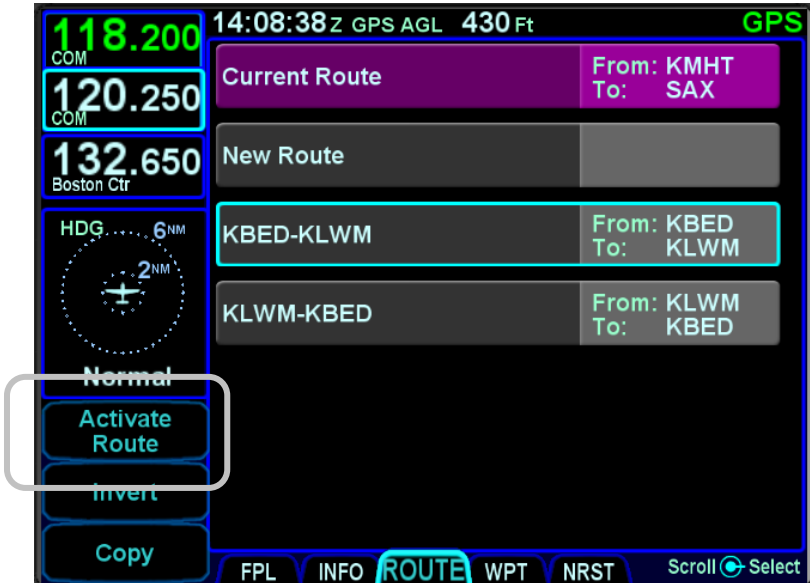 118.200
COM
14:08:38 Z GPS AGL 430 Ft
GPS
120.250
COM
132.650
Boston Ctr
HDG 6NM
2NM
Normal
Activate
Route
Invert
Copy
Current Route
From: KMHT
To: SAX
New Route
KBED-KLWM
From: KBED
To: KLWM
KLWM-KBED
From: KLWM
To: KBED
FPL INFO ROUTE WPT NRST Scroll Select